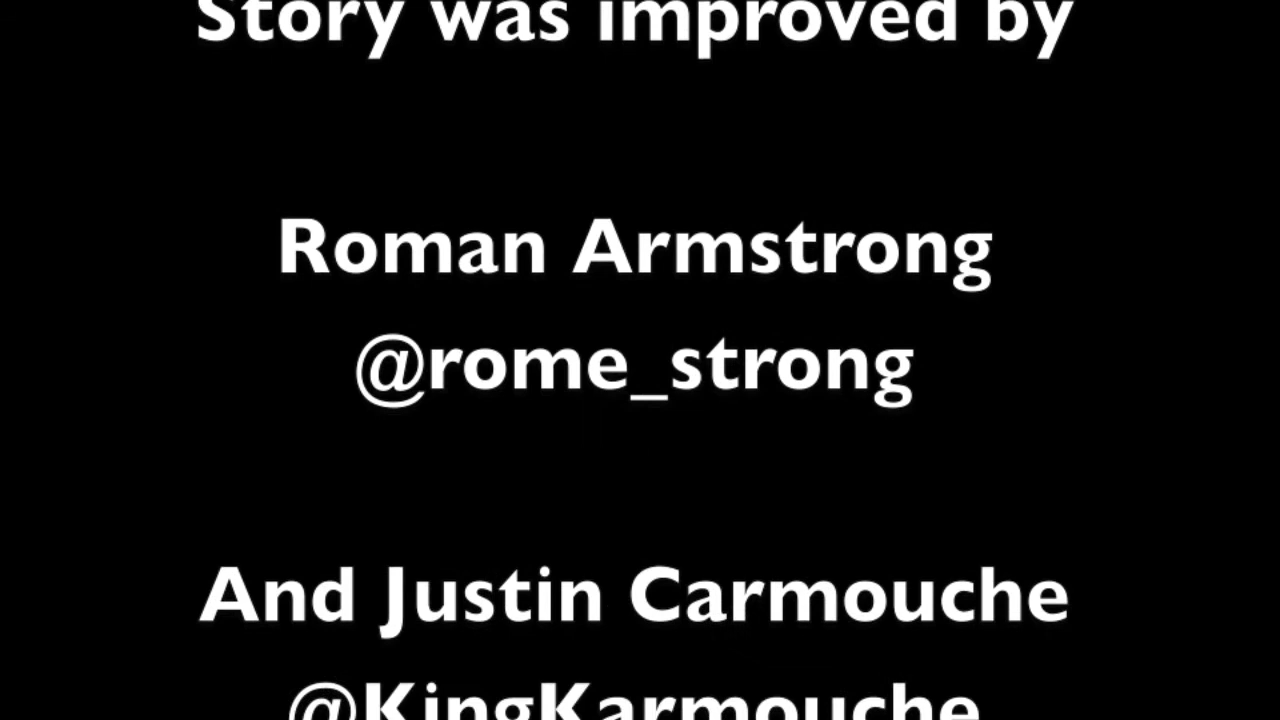 Story was improved by
Roman Armstrong
@rome_strong
And Justin Carmouche
@KingKarmouche